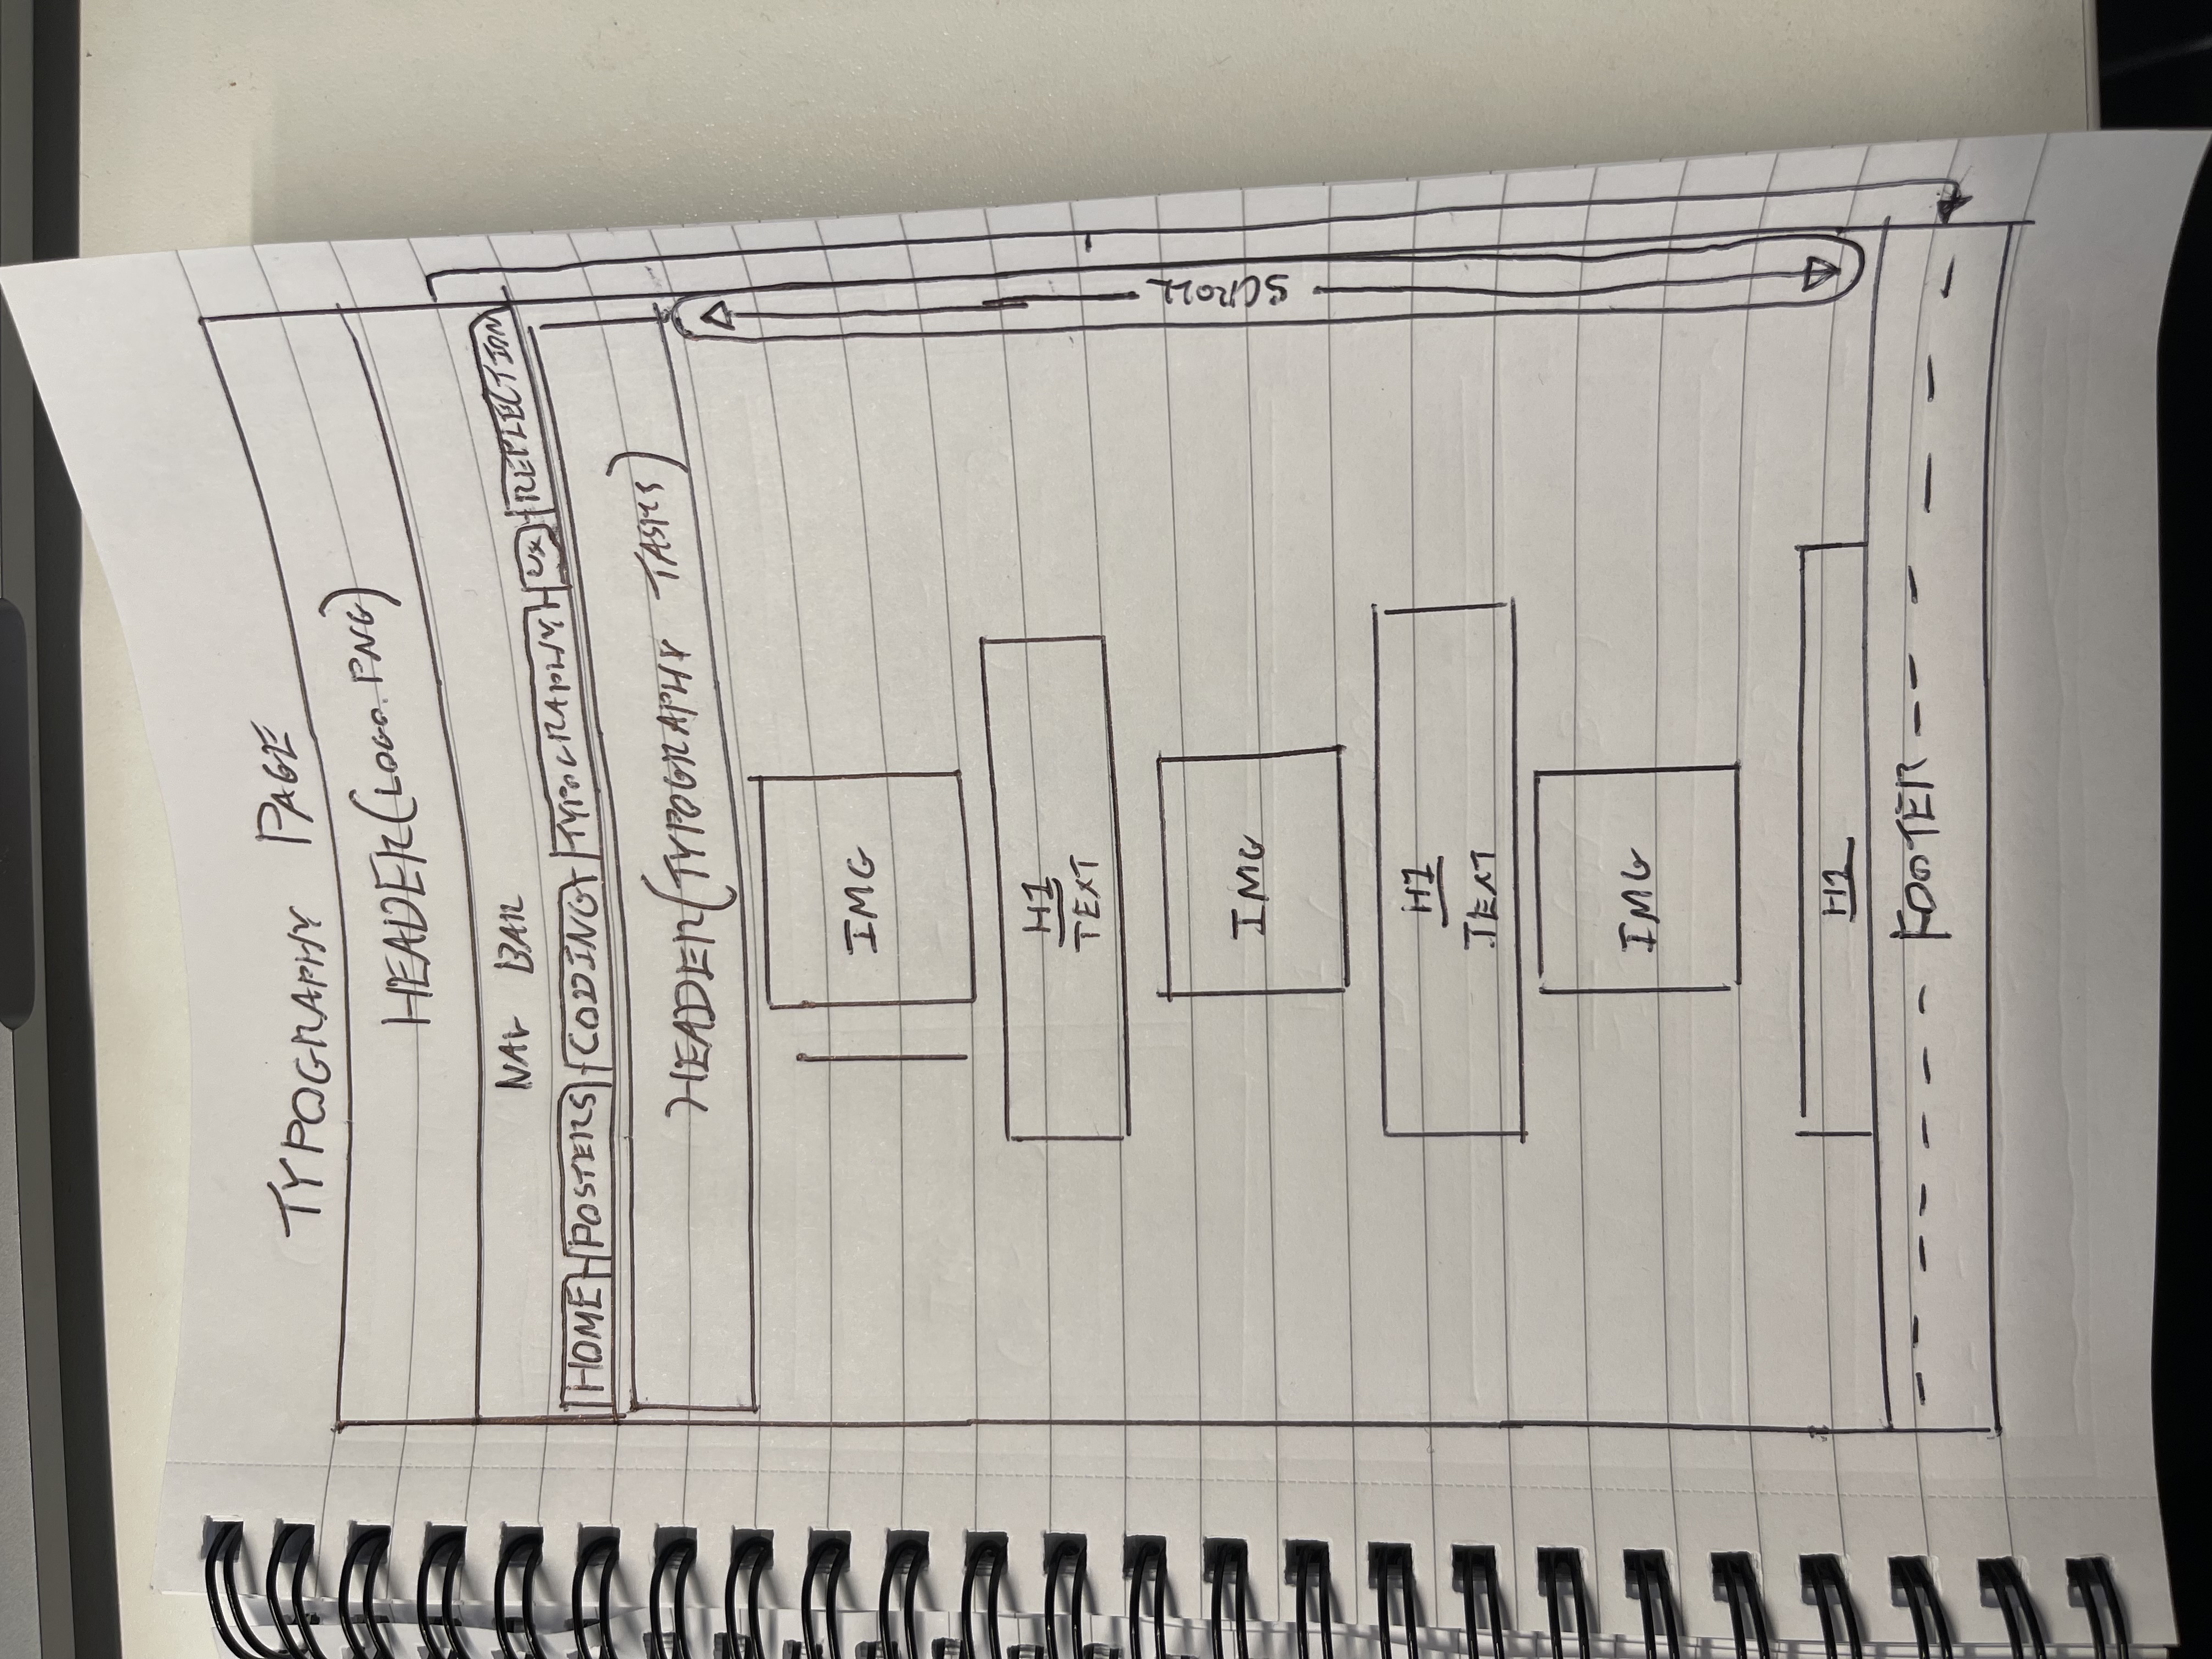 TYPOGRAPHY PAGE
HEADER(LOGO.PNG)
NAV BAR
HOME POSTERS CODING TYPOGRAPHY UX REFLECTION
HEADER(TYPOGRAPHY TASKS)
IMG
H1
TEXT
IMG
H1
TEXT
IMG
H1
SCROLL
FOOTER